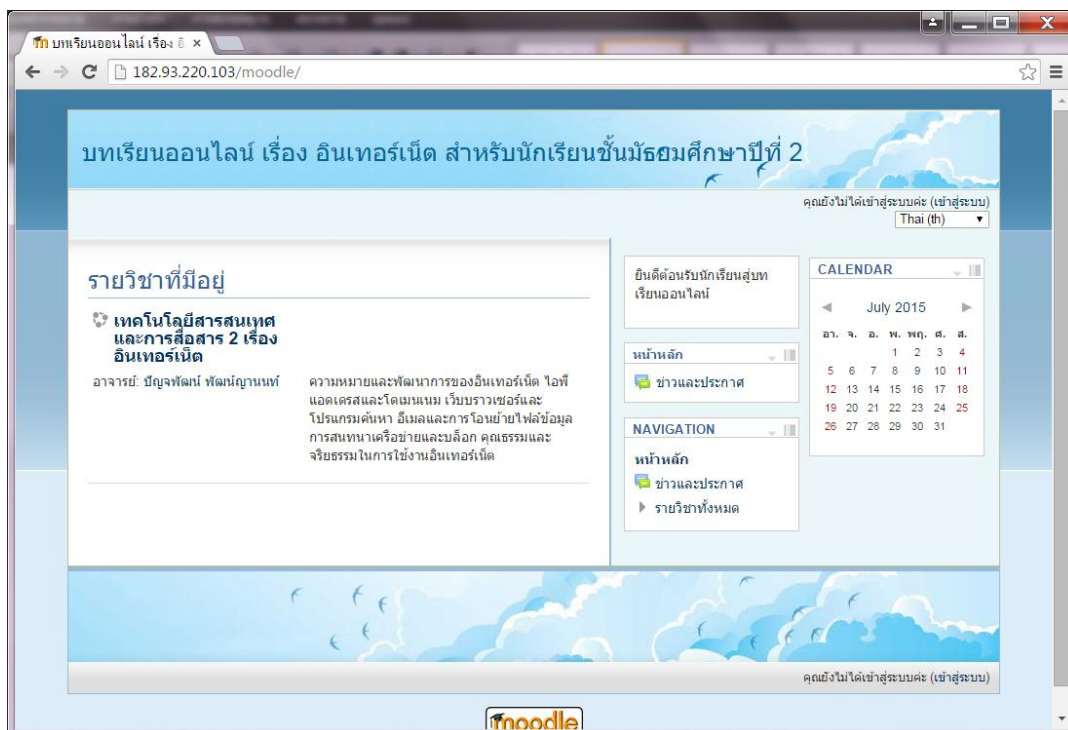 บทเรียนออนไลน์ เรื่อง อิ
182.93.220.103/moodle/
บทเรียนออนไลน์ เรื่อง อินเทอร์เน็ต สำหรับนักเรียนชั้นมัธยมศึกษาปีที่ 2
คุณยังไม่ได้เข้าสู่ระบบค่ะ (เข้าสู่ระบบ)
Thai (th)
รายวิชาที่มีอยู่
เทคโนโลยีสารสนเทศ
และการสื่อสาร 2 เรื่อง
อินเทอร์เน็ต
อาจารย์: ปัญจพัฒน์ พัฒน์ญานนท์
ความหมายและพัฒนาการของอินเทอร์เน็ต ไอพี
แอดเดรสและโดเมนเนม เว็บบราวเซอร์และ
โปรแกรมค้นหา อีเมลและการโอนย้ายไฟล์ข้อมูล
การสนทนาเครือข่ายและบล็อก คุณธรรมและ
จริยธรรมในการใช้งานอินเทอร์เน็ต
ยินดีต้อนรับนักเรียนสู่บท
เรียนออนไลน์
หน้าหลัก
ข่าวและประกาศ
NAVIGATION
หน้าหลัก
ข่าวและประกาศ
รายวิชาทั้งหมด
CALENDAR
July 2015
อา. จ. อ. พ. พฤ. ศ. ส.
1 2 3 4
5 6 7 8 9 10 11
12 13 14 15 16 17 18
19 20 21 22 23 24 25
26 27 28 29 30 31
คุณยังไม่ได้เข้าสู่ระบบค่ะ (เข้าสู่ระบบ)
moodle